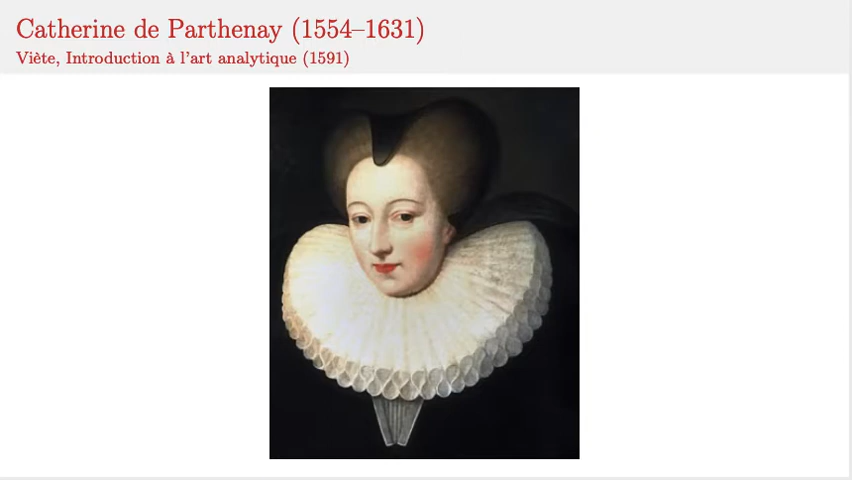 Catherine de Parthenay (1554–1631)
Viète, Introduction à l'art analytique (1591)